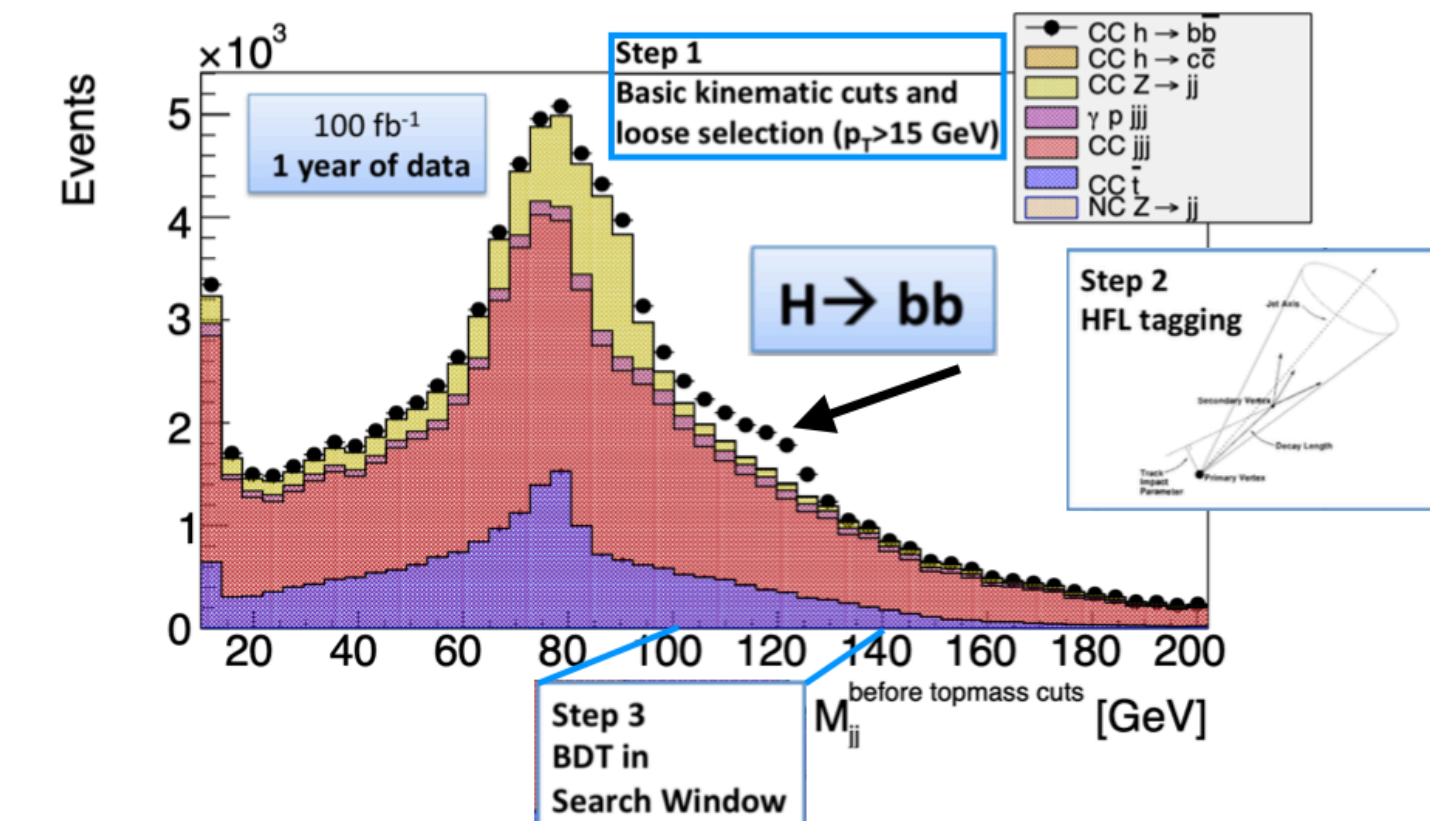 ×10³
Events
5
4
3
2
1
0
20 40 60 80 100 120 140 160 180 200
M_jj^before topmass cuts [GeV]
100 fb⁻¹
1 year of data
Step 1
Basic kinematic cuts and
loose selection (p_T>15 GeV)
CC h → bb̅
CC h → cc̅
CC Z → jj
γ p jjj
CC jjj
CC t̅
NC Z → jj
H→ bb
Step 2
HFL tagging
Jet Axis
Secondary Vertex
Decay Length
Track
Impact
Parameter
Primary Vertex
Step 3
BDT in
Search Window